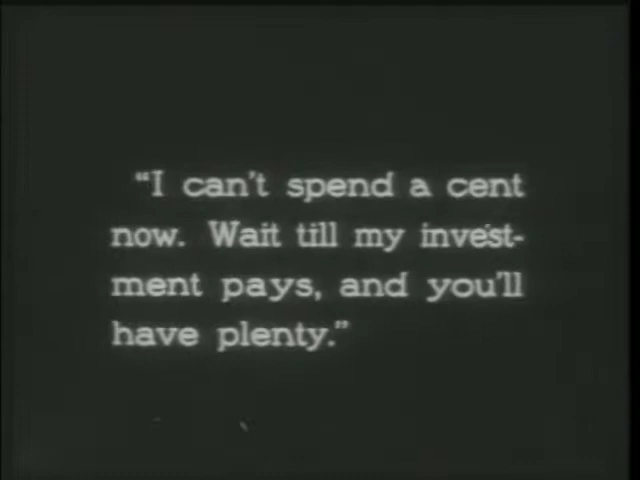 "I can't spend a cent
now. Wait till my invest-
ment pays, and you'll
have plenty."